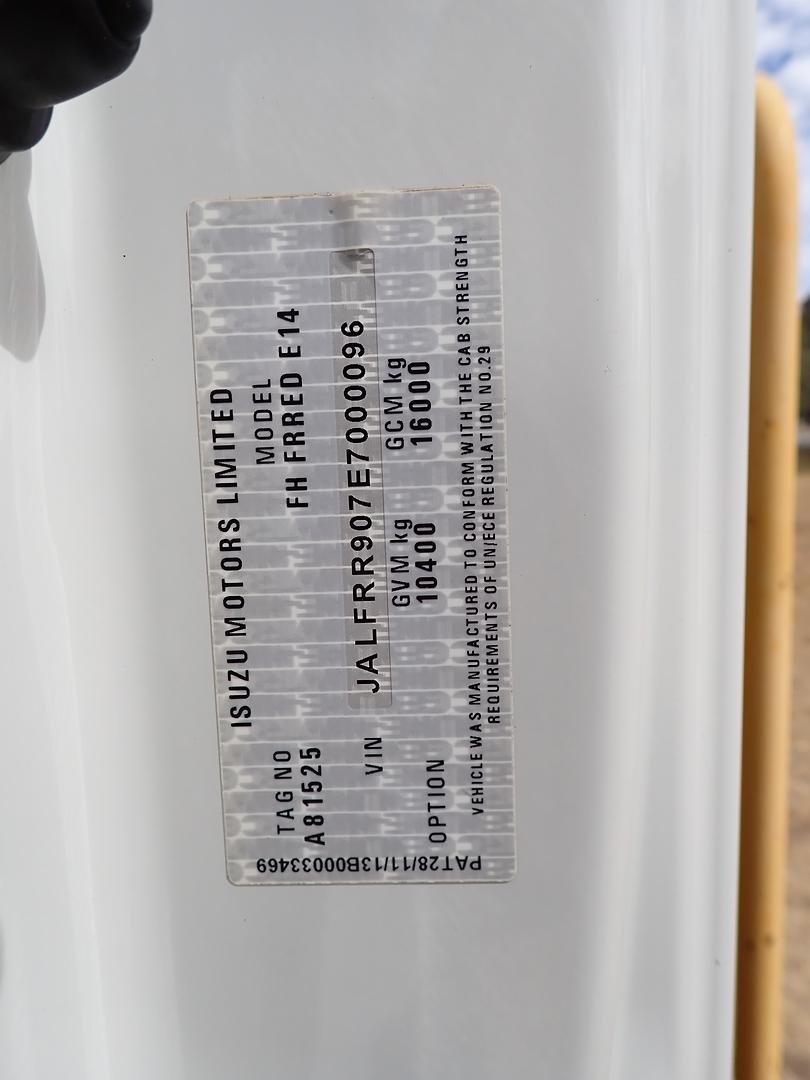 ISUZU MOTORS LIMITED
TAG NO MODEL
A81525 FH FRRED E14
VIN JALFRR907E7000096
GVM kg GCM kg
OPTION 10400 16000
VEHICLE WAS MANUFACTURED TO CONFORM WITH THE CAB STRENGTH
REQUIREMENTS OF UN/ECE REGULATION NO.29
PAT28/11/13B00033469